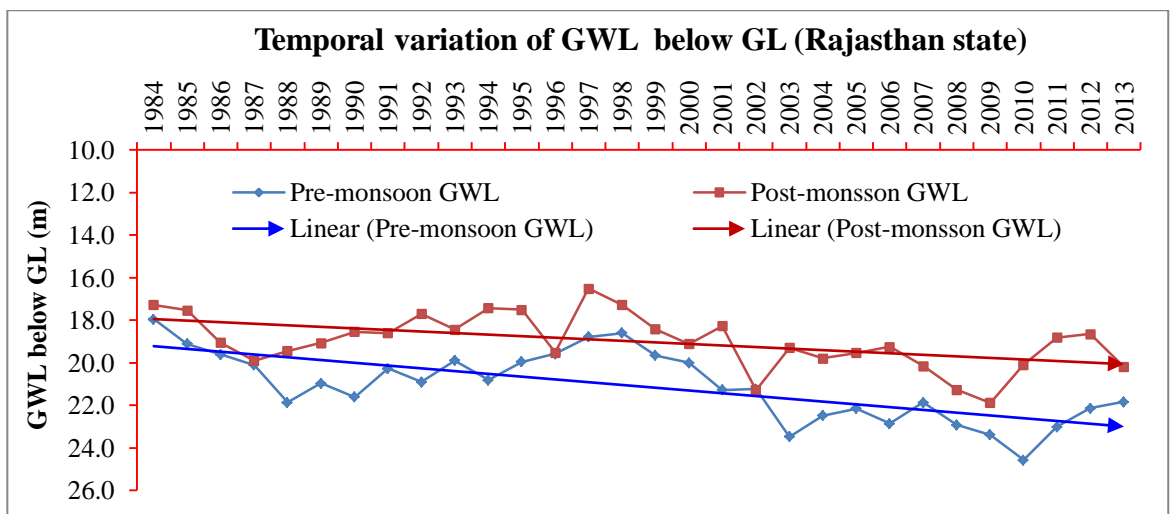 Temporal variation of GWL below GL (Rajasthan state)
1984 1985 1986 1987 1988 1989 1990 1991 1992 1993 1994 1995 1996 1997 1998 1999 2000 2001 2002 2003 2004 2005 2006 2007 2008 2009 2010 2011 2012 2013
GWL below GL (m)
10.0
12.0
14.0
16.0
18.0
20.0
22.0
24.0
26.0
Pre-monsoon GWL
Post-monsson GWL
Linear (Pre-monsoon GWL)
Linear (Post-monsson GWL)